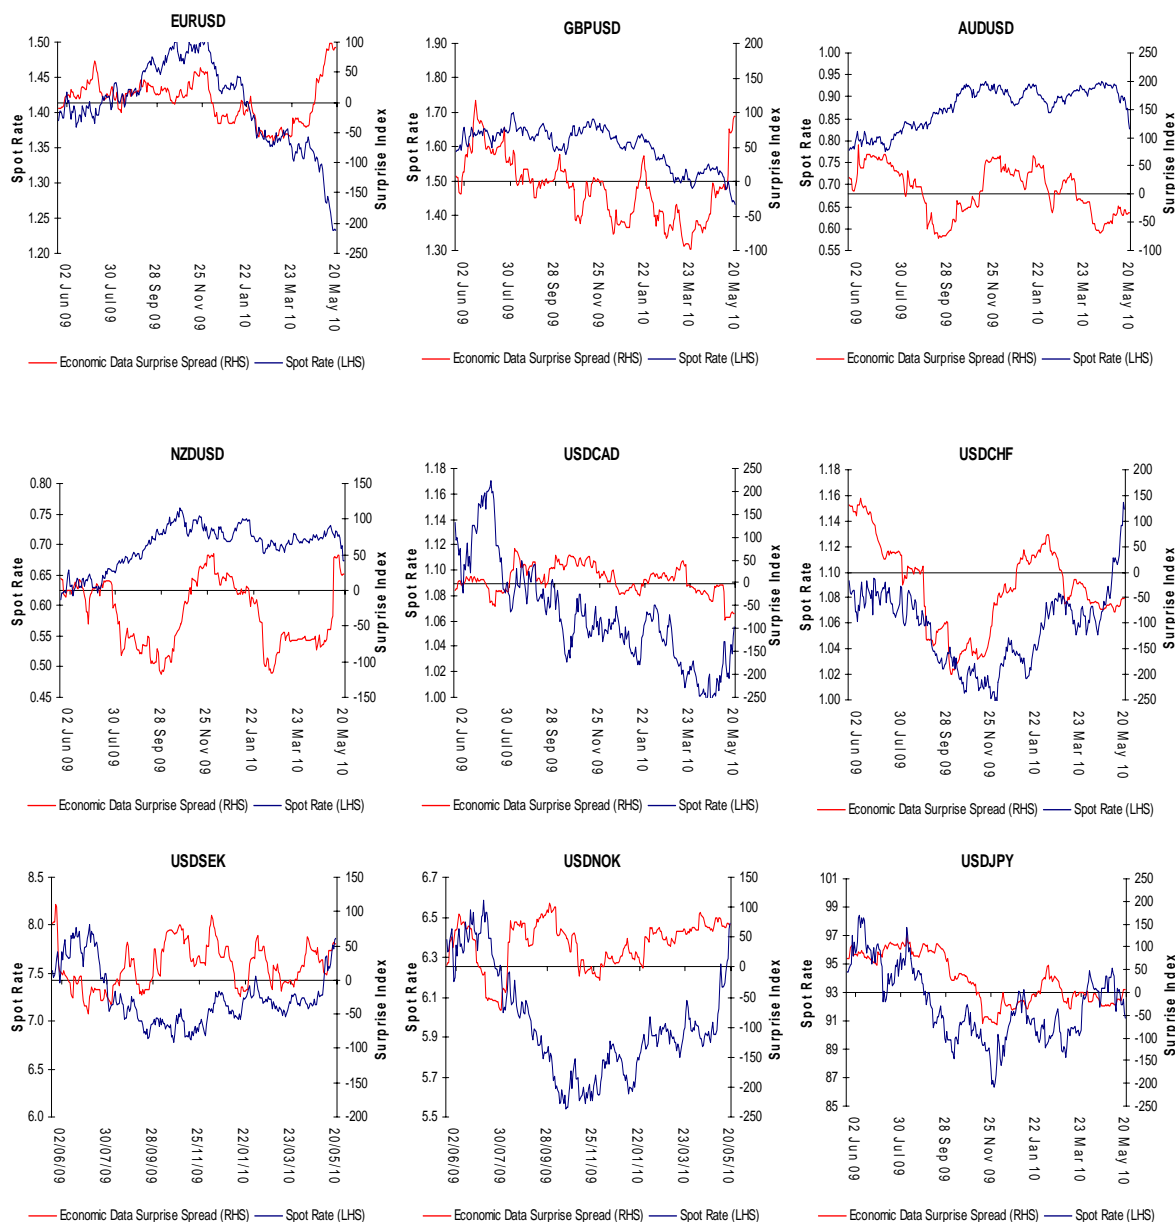 EURUSD
1.50
1.45
1.40
1.35
1.30
1.25
1.20
100
50
0
-50
-100
-150
-200
-250
Spot Rate
Surprise Index
02 Jun 09
30 Jul 09
28 Sep 09
25 Nov 09
22 Jan 10
23 Mar 10
20 May 10
Economic Data Surprise Spread (RHS) Spot Rate (LHS)
GBPUSD
1.90
1.80
1.70
1.60
1.50
1.40
1.30
200
150
100
50
0
-50
-100
Spot Rate
Surprise Index
02 Jun 09
30 Jul 09
28 Sep 09
25 Nov 09
22 Jan 10
23 Mar 10
20 May 10
Economic Data Surprise Spread (RHS) Spot Rate (LHS)
AUDUSD
1.00
0.95
0.90
0.85
0.80
0.75
0.70
0.65
0.60
0.55
250
200
150
100
50
0
-50
-100
Spot Rate
Surprise Index
02 Jun 09
30 Jul 09
28 Sep 09
25 Nov 09
22 Jan 10
23 Mar 10
20 May 10
Economic Data Surprise Spread (RHS) Spot Rate (LHS)
NZDUSD
0.80
0.75
0.70
0.65
0.60
0.55
0.50
0.45
150
100
50
0
-50
-100
-150
Spot Rate
Surprise Index
02 Jun 09
30 Jul 09
28 Sep 09
25 Nov 09
22 Jan 10
23 Mar 10
20 May 10
Economic Data Surprise Spread (RHS) Spot Rate (LHS)
USDCAD
1.18
1.16
1.14
1.12
1.10
1.08
1.06
1.04
1.02
1.00
250
200
150
100
50
0
-50
-100
-150
-200
-250
Spot Rate
Surprise Index
02 Jun 09
30 Jul 09
28 Sep 09
25 Nov 09
22 Jan 10
23 Mar 10
20 May 10
Economic Data Surprise Spread (RHS) Spot Rate (LHS)
USDCHF
1.18
1.16
1.14
1.12
1.10
1.08
1.06
1.04
1.02
1.00
200
150
100
50
0
-50
-100
-150
-200
-250
Spot Rate
Surprise Index
02 Jun 09
30 Jul 09
28 Sep 09
25 Nov 09
22 Jan 10
23 Mar 10
20 May 10
Economic Data Surprise Spread (RHS) Spot Rate (LHS)
USDSEK
8.5
8.0
7.5
7.0
6.5
6.0
150
100
50
0
-50
-100
-150
-200
Spot Rate
Surprise Index
02/06/09
30/07/09
28/09/09
25/11/09
22/01/10
23/03/10
20/05/10
Economic Data Surprise Spread (RHS) Spot Rate (LHS)
USDNOK
6.7
6.5
6.3
6.1
5.9
5.7
5.5
150
100
50
0
-50
-100
-150
-200
-250
Spot Rate
Surprise Index
02/06/09
30/07/09
28/09/09
25/11/09
22/01/10
23/03/10
20/05/10
Economic Data Surprise Spread (RHS) Spot Rate (LHS)
USDJPY
101
99
97
95
93
91
89
87
85
250
200
150
100
50
0
-50
-100
-150
-200
-250
Spot Rate
Surprise Index
02 Jun 09
30 Jul 09
28 Sep 09
25 Nov 09
22 Jan 10
23 Mar 10
20 May 10
Economic Data Surprise Spread (RHS) Spot Rate (LHS)